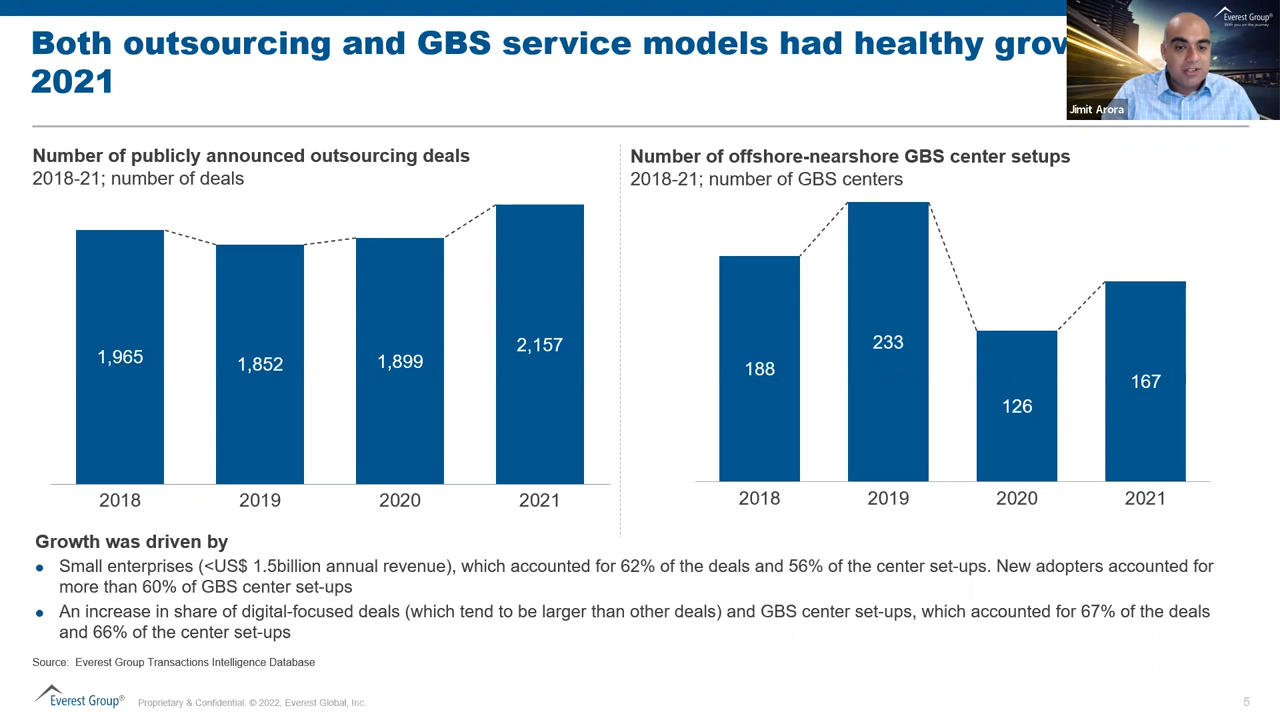 Both outsourcing and GBS service models had healthy
2021
Everest Group®
With you on the journey
Jimit Arora
Number of publicly announced outsourcing deals
2018-21; number of deals
1,965
1,852
1,899
2,157
2018
2019
2020
2021
Number of offshore-nearshore GBS center setups
2018-21; number of GBS centers
188
233
126
167
2018
2019
2020
2021
Growth was driven by
● Small enterprises (<US$ 1.5billion annual revenue), which accounted for 62% of the deals and 56% of the center set-ups. New adopters accounted for
more than 60% of GBS center set-ups
● An increase in share of digital-focused deals (which tend to be larger than other deals) and GBS center set-ups, which accounted for 67% of the deals
and 66% of the center set-ups
Source: Everest Group Transactions Intelligence Database
Everest Group®
Proprietary & Confidential. © 2022, Everest Global, Inc.
5